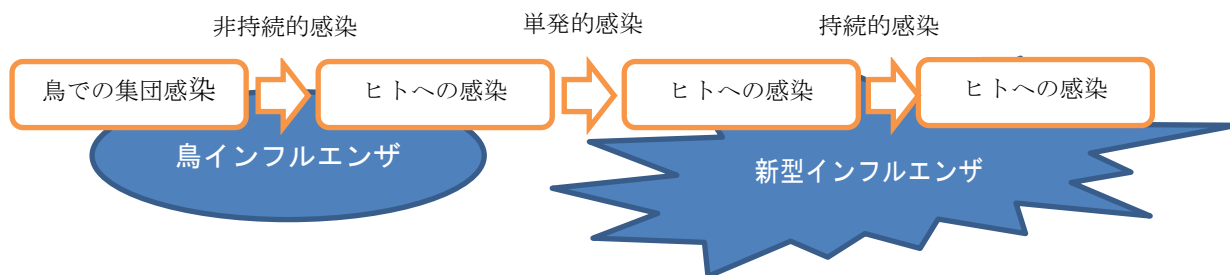 非持続的感染
単発的感染
持続的感染
鳥での集団感染
ヒトへの感染
ヒトへの感染
ヒトへの感染
鳥インフルエンザ
新型インフルエンザ